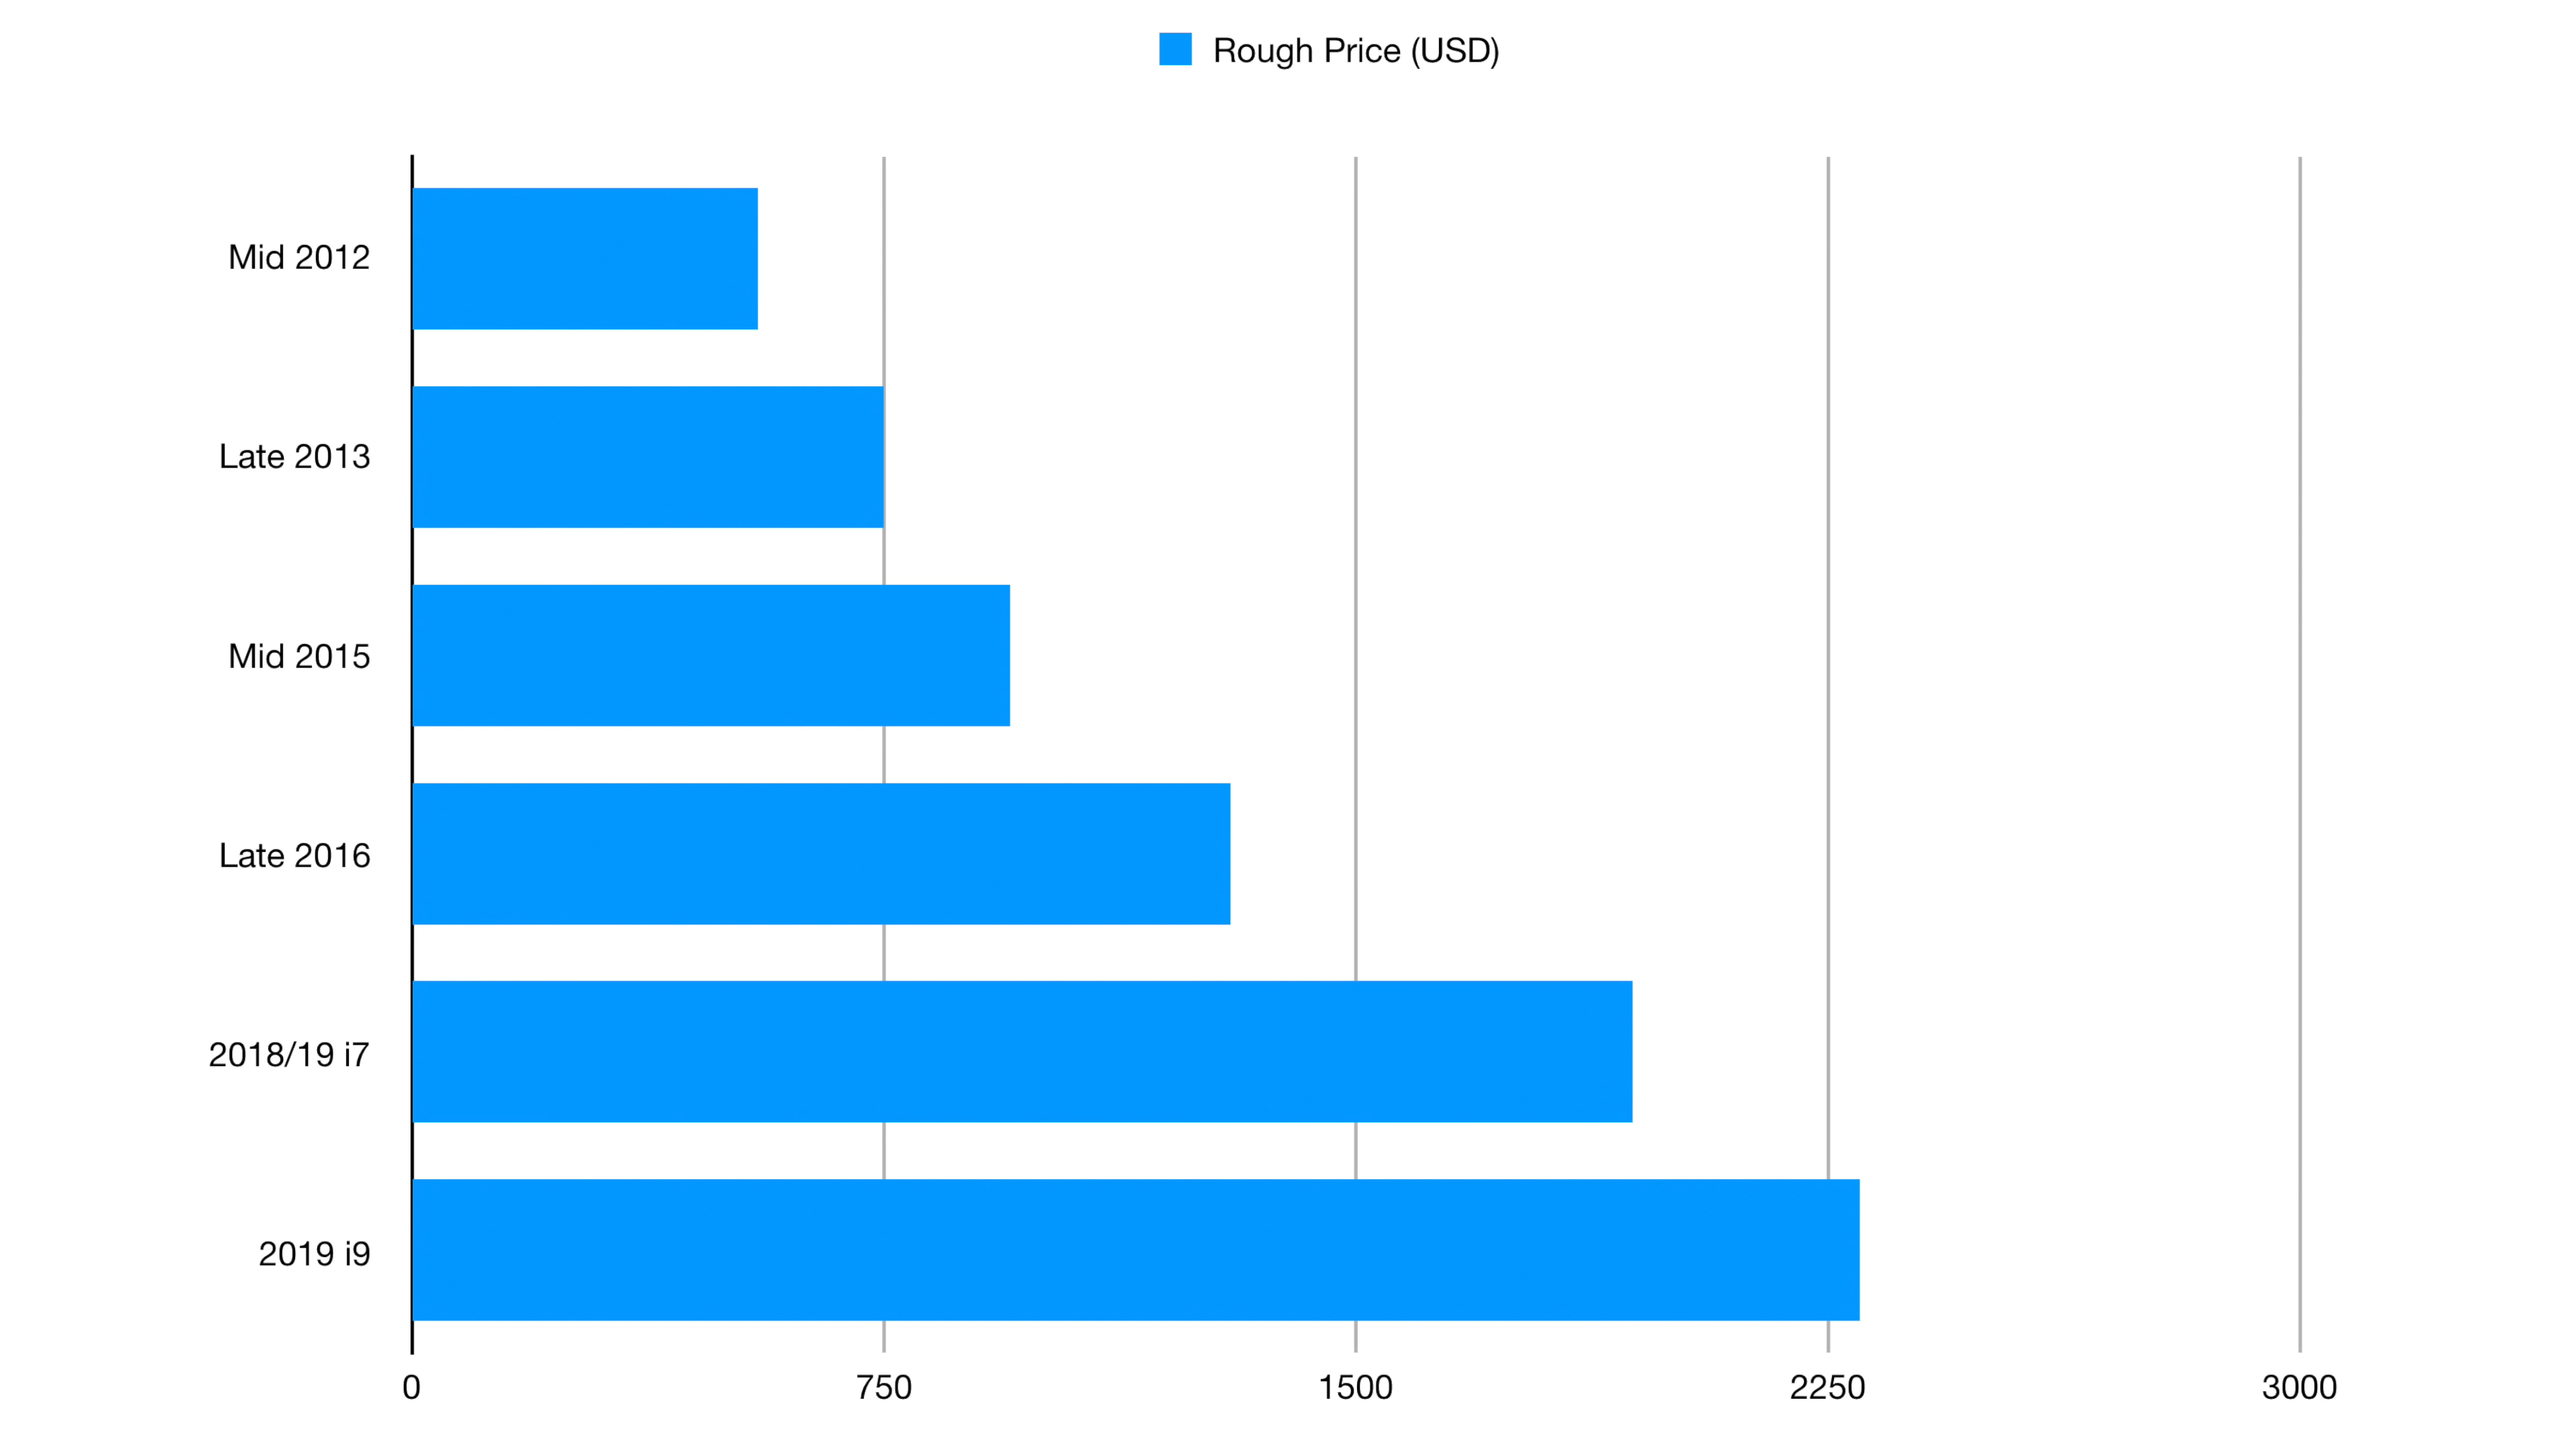 Rough Price (USD)
Mid 2012
Late 2013
Mid 2015
Late 2016
2018/19 i7
2019 i9
0 750 1500 2250 3000